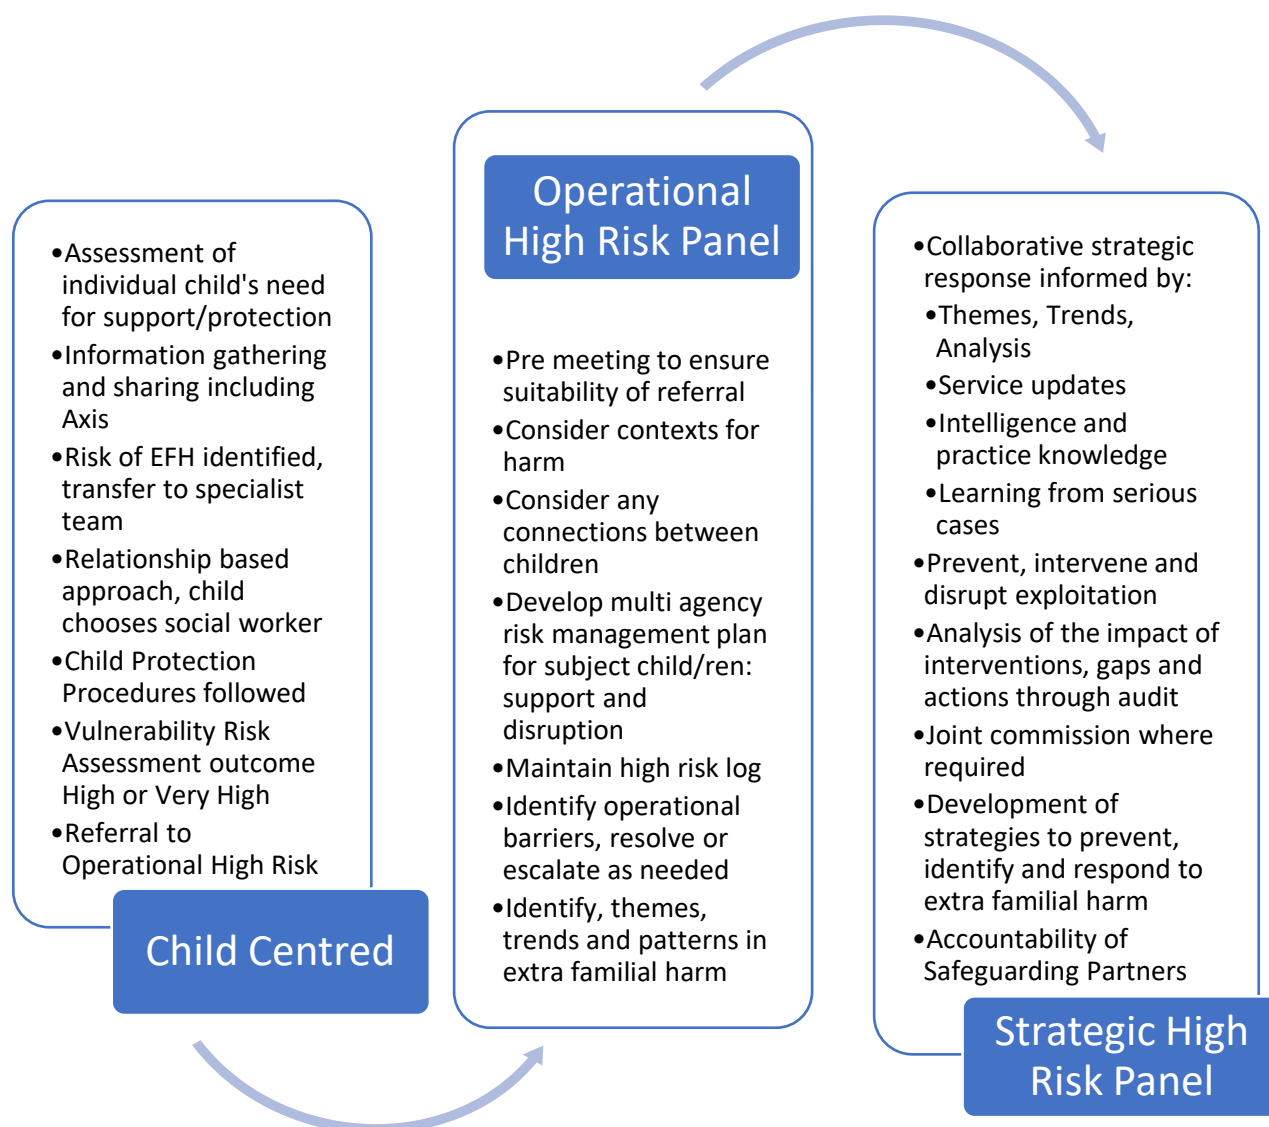 •Assessment of
individual child's need
for support/protection
•Information gathering
and sharing including
Axis
•Risk of EFH identified,
transfer to specialist
team
•Relationship based
approach, child
chooses social worker
•Child Protection
Procedures followed
•Vulnerability Risk
Assessment outcome
High or Very High
•Referral to
Operational High Risk
Child Centred
Operational
High Risk Panel
•Pre meeting to ensure
suitability of referral
•Consider contexts for
harm
•Consider any
connections between
children
•Develop multi agency
risk management plan
for subject child/ren:
support and
disruption
•Maintain high risk log
•Identify operational
barriers, resolve or
escalate as needed
•Identify, themes,
trends and patterns in
extra familial harm
•Collaborative strategic
response informed by:
•Themes, Trends,
Analysis
•Service updates
•Intelligence and
practice knowledge
•Learning from serious
cases
•Prevent, intervene and
disrupt exploitation
•Analysis of the impact of
interventions, gaps and
actions through audit
•Joint commission where
required
•Development of
strategies to prevent,
identify and respond to
extra familial harm
•Accountability of
Safeguarding Partners
Strategic High
Risk Panel